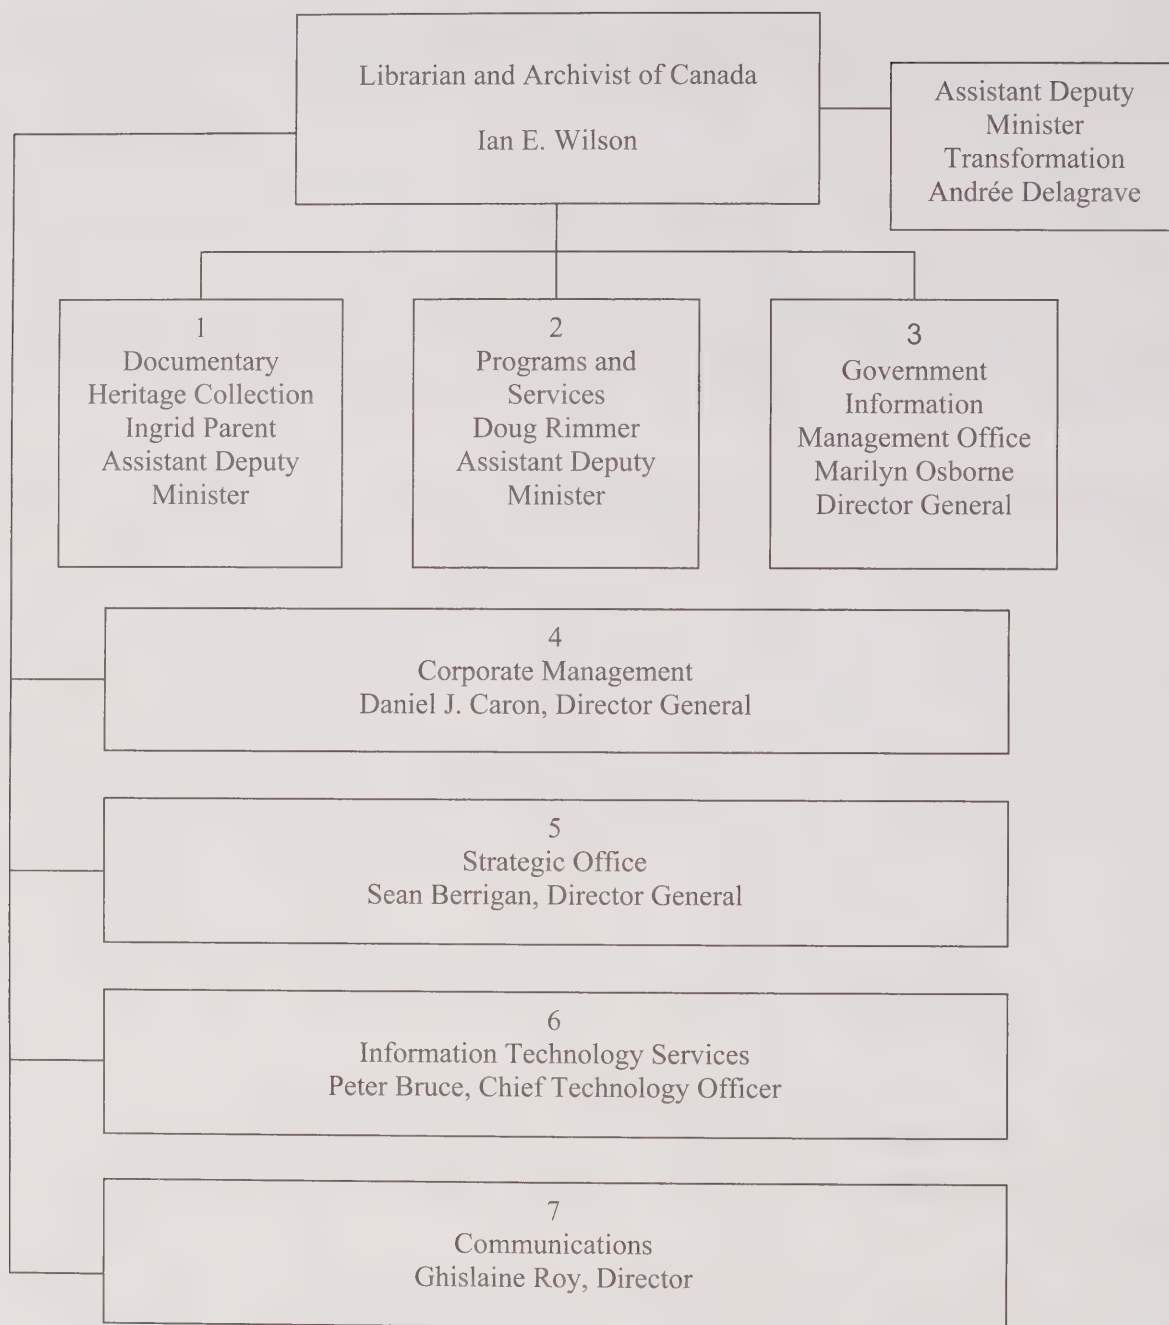 Librarian and Archivist of Canada
Ian E. Wilson
Assistant Deputy
Minister
Transformation
Andrée Delagrave
1
Documentary
Heritage Collection
Ingrid Parent
Assistant Deputy
Minister
2
Programs and
Services
Doug Rimmer
Assistant Deputy
Minister
3
Government
Information
Management Office
Marilyn Osborne
Director General
4
Corporate Management
Daniel J. Caron, Director General
5
Strategic Office
Sean Berrigan, Director General
6
Information Technology Services
Peter Bruce, Chief Technology Officer
7
Communications
Ghislaine Roy, Director